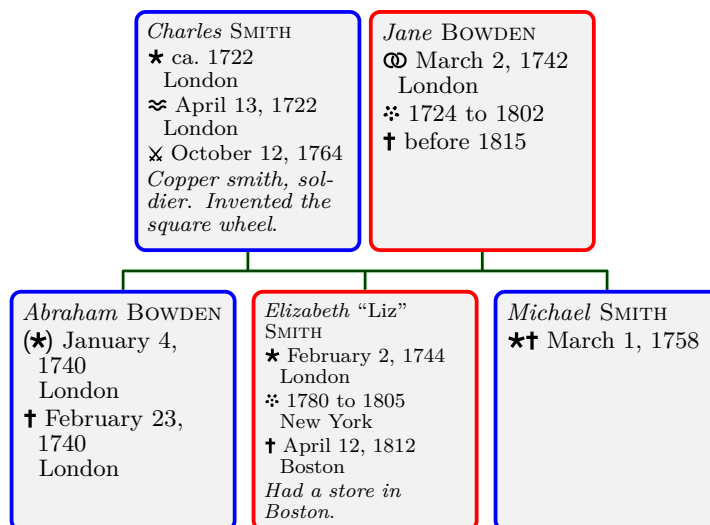 Charles SMITH
★ ca. 1722
London
≈ April 13, 1722
London
⚔ October 12, 1764
Copper smith, sol-
dier. Invented the
square wheel.
Jane BOWDEN
⚭ March 2, 1742
London
⁘ 1724 to 1802
✝ before 1815
Abraham BOWDEN
(★) January 4,
1740
London
✝ February 23,
1740
London
Elizabeth “Liz”
SMITH
★ February 2, 1744
London
⁘ 1780 to 1805
New York
✝ April 12, 1812
Boston
Had a store in
Boston.
Michael SMITH
★✝ March 1, 1758